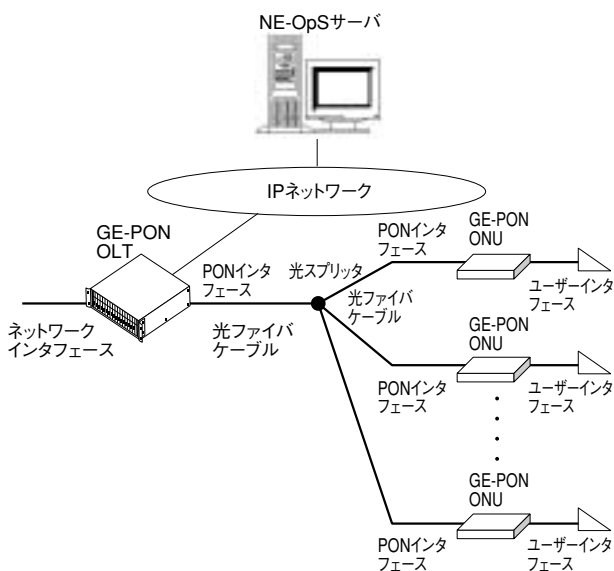 NE-OpSサーバ
IPネットワーク
GE-PON
OLT
PONインタ
フェース
光スプリッタ
PONインタ
フェース
GE-PON
ONU
ユーザーインタ
フェース
ネットワーク
インタフェース
光ファイバ
ケーブル
光ファイバ
ケーブル
GE-PON
ONU
PONインタ
フェース
ユーザーインタ
フェース
GE-PON
ONU
PONインタ
フェース
ユーザーインタ
フェース